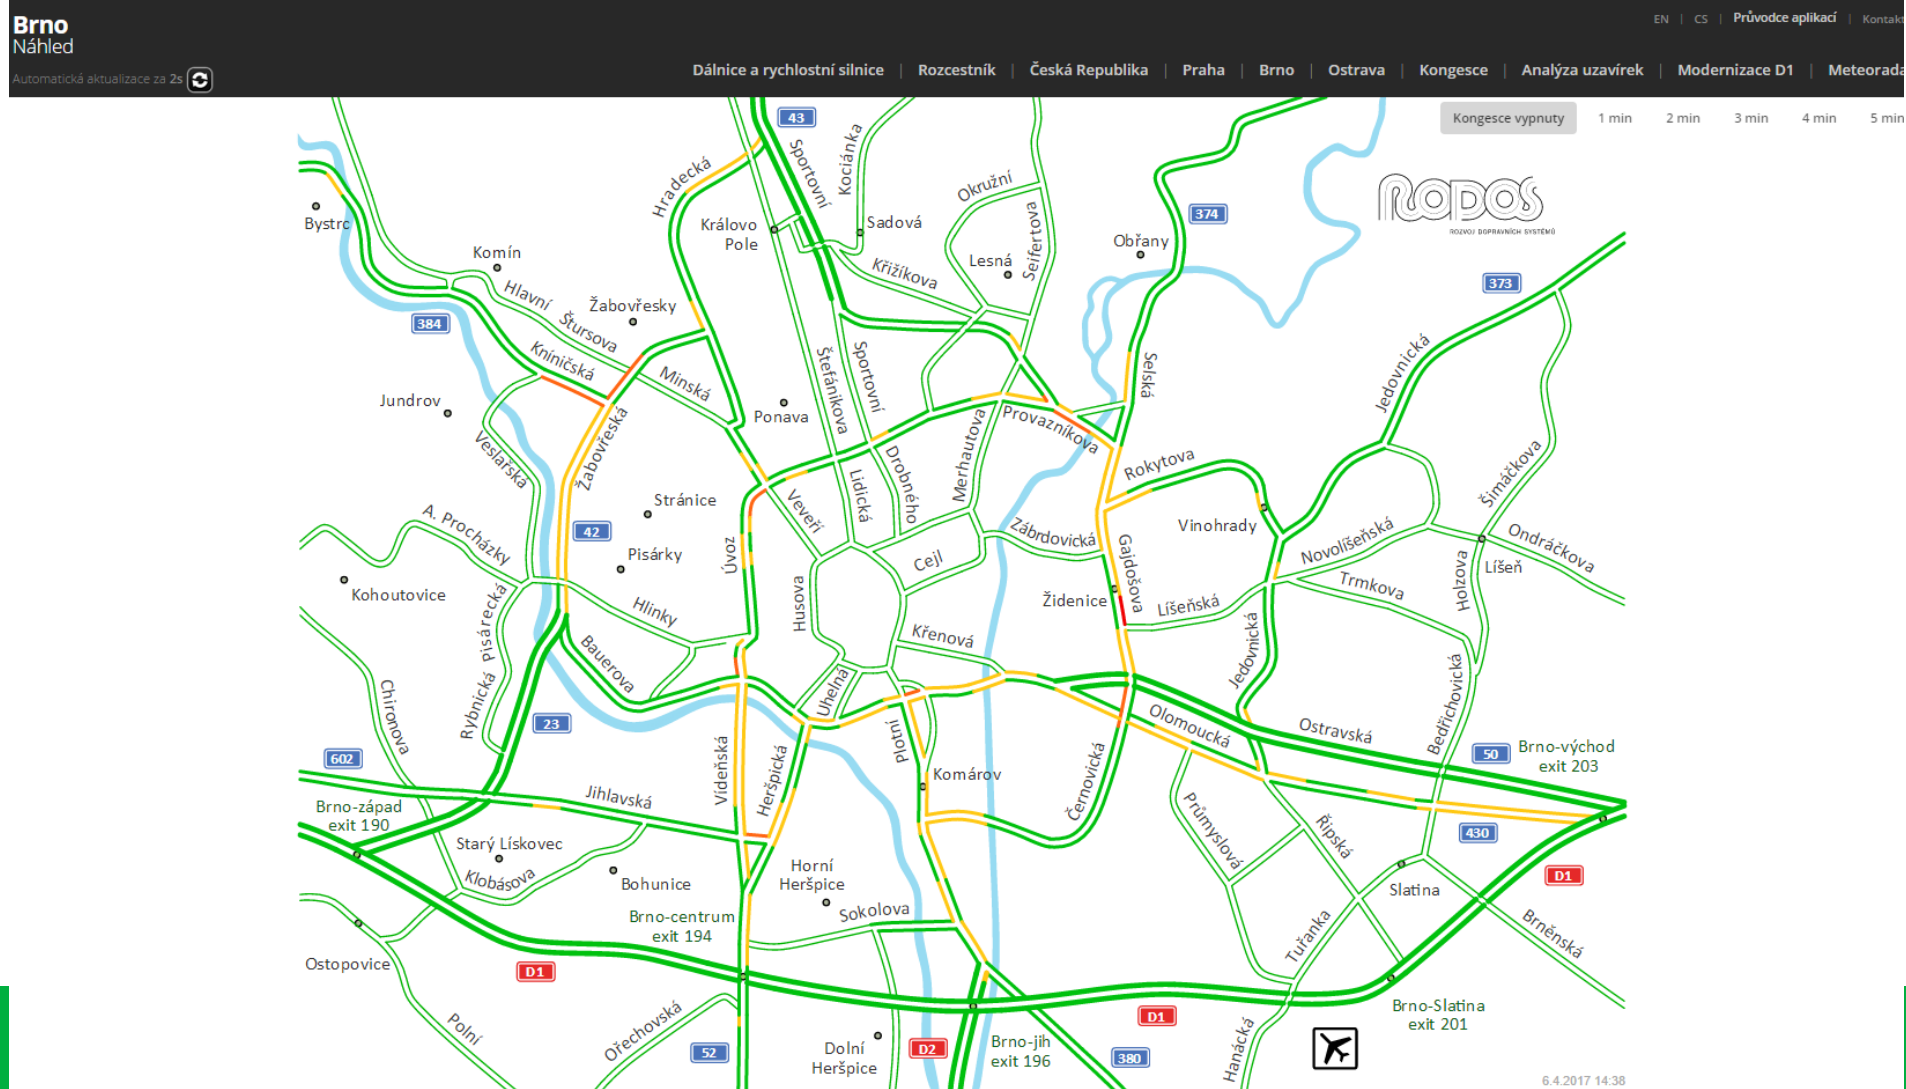 Brno
Náhled
Automatická aktualizace za 2s
EN | CS | Průvodce aplikací | Kontakt
Dálnice a rychlostní silnice | Rozcestník | Česká Republika | Praha | Brno | Ostrava | Kongesce | Analýza uzavírek | Modernizace D1 | Meteorada
Kongesce vypnuty 1 min 2 min 3 min 4 min 5 min
43
Sportovní
Kociánka
Hradecká
Okružní
RODOS
ROZVOJ DOPRAVNÍCH SYSTÉMŮ
Bystrc
Královo
Pole
Sadová
Seifertova
374
Obřany
Komín
Křižíkova
Lesná
373
Hlavní
Žabovřesky
384
Štursova
Kníničská
Minská
Štefánikova
Sportovní
Selská
Jedovnická
Jundrov
Ponava
Žabovřeská
Merhautova
Provazníkova
Veslařská
Drobného
Rokytova
Šimáčkova
Lidická
Stránice
Veveří
A. Procházky
42
Zábrdovická
Vinohrady
Novolíšeňská
Ondráčkova
Pisárky
Úvoz
Cejl
Gajdošova
Líšeň
Kohoutovice
Husova
Židenice
Líšeňská
Trmkova
Holzova
Pisárecká
Hlinky
Křenová
Jedovnická
Bauerova
Uhelná
Bedřichovická
Chironova
Rybnická
23
Plotní
Olomoucká
Ostravská
50
Brno-východ
exit 203
602
Vídeňská
Heršpická
Komárov
Černovická
Jihlavská
Brno-západ
exit 190
Průmyslová
Řipská
430
Starý Lískovec
Klobásova
Bohunice
Horní
Heršpice
D1
Slatina
Brno-centrum
exit 194
Sokolova
Tuřanka
Brněnská
Ostopovice
D1
Brno-Slatina
exit 201
Polní
Ořechovská
52
Dolní
Heršpice
D2
Brno-jih
exit 196
D1
380
Hanácká
6.4.2017 14:38